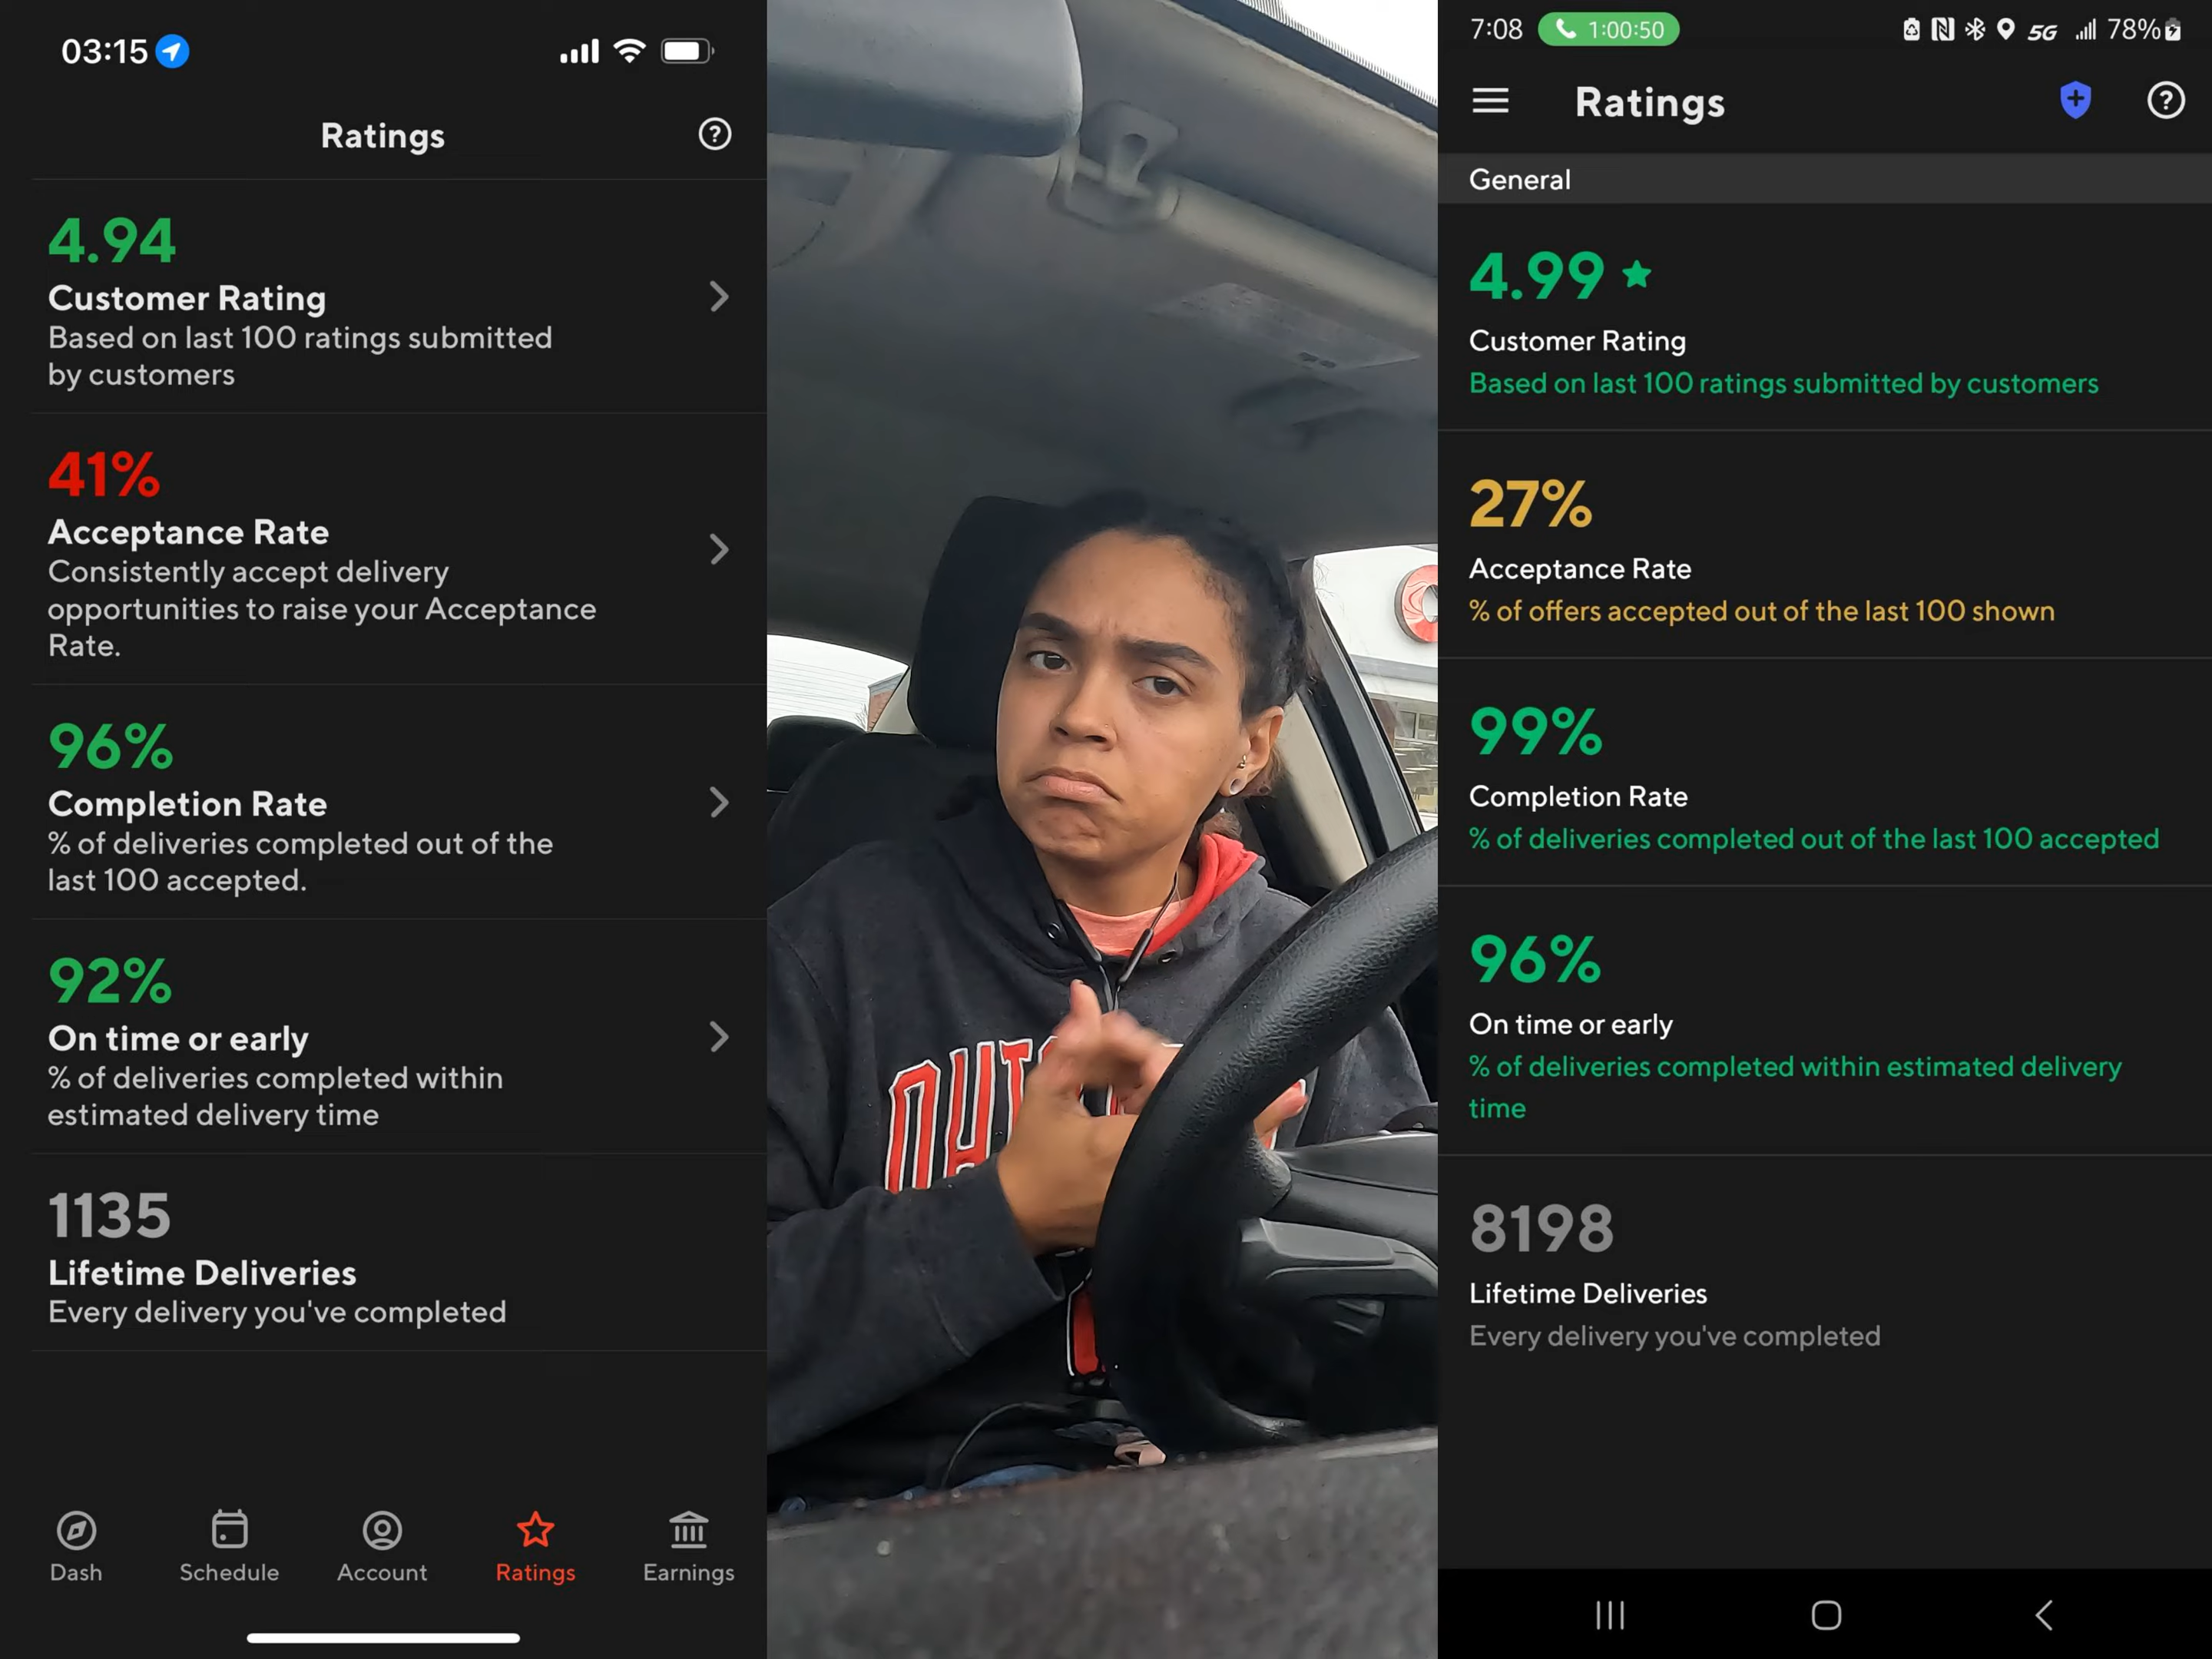 03:15
Ratings
4.94
Customer Rating
Based on last 100 ratings submitted
by customers
41%
Acceptance Rate
Consistently accept delivery
opportunities to raise your Acceptance
Rate.
96%
Completion Rate
% of deliveries completed out of the
last 100 accepted.
92%
On time or early
% of deliveries completed within
estimated delivery time
1135
Lifetime Deliveries
Every delivery you've completed
Dash Schedule Account Ratings Earnings
7:08 1:00:50 5G 78%
Ratings
General
4.99
Customer Rating
Based on last 100 ratings submitted by customers
27%
Acceptance Rate
% of offers accepted out of the last 100 shown
99%
Completion Rate
% of deliveries completed out of the last 100 accepted
96%
On time or early
% of deliveries completed within estimated delivery
time
8198
Lifetime Deliveries
Every delivery you've completed